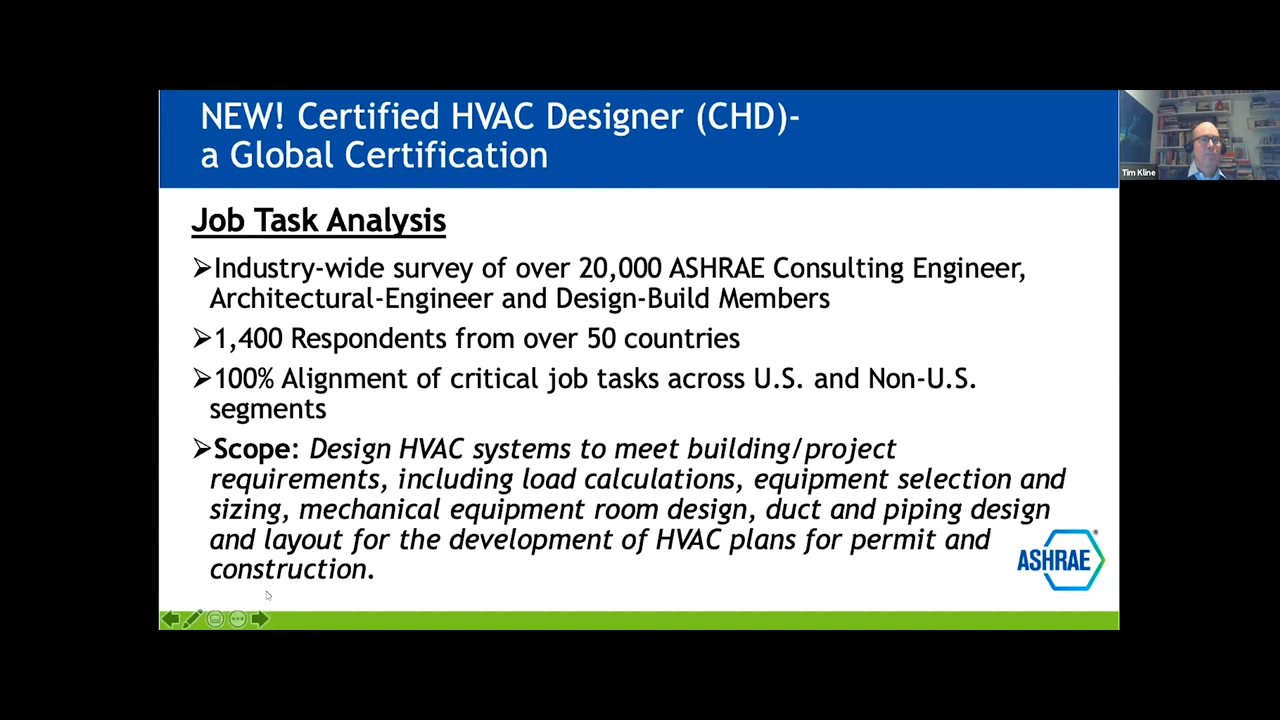 NEW! Certified HVAC Designer (CHD)-
a Global Certification
Tim Kline
Job Task Analysis
➢Industry-wide survey of over 20,000 ASHRAE Consulting Engineer,
Architectural-Engineer and Design-Build Members
➢1,400 Respondents from over 50 countries
➢100% Alignment of critical job tasks across U.S. and Non-U.S.
segments
➢Scope: Design HVAC systems to meet building/project
requirements, including load calculations, equipment selection and
sizing, mechanical equipment room design, duct and piping design
and layout for the development of HVAC plans for permit and
construction.
ASHRAE®